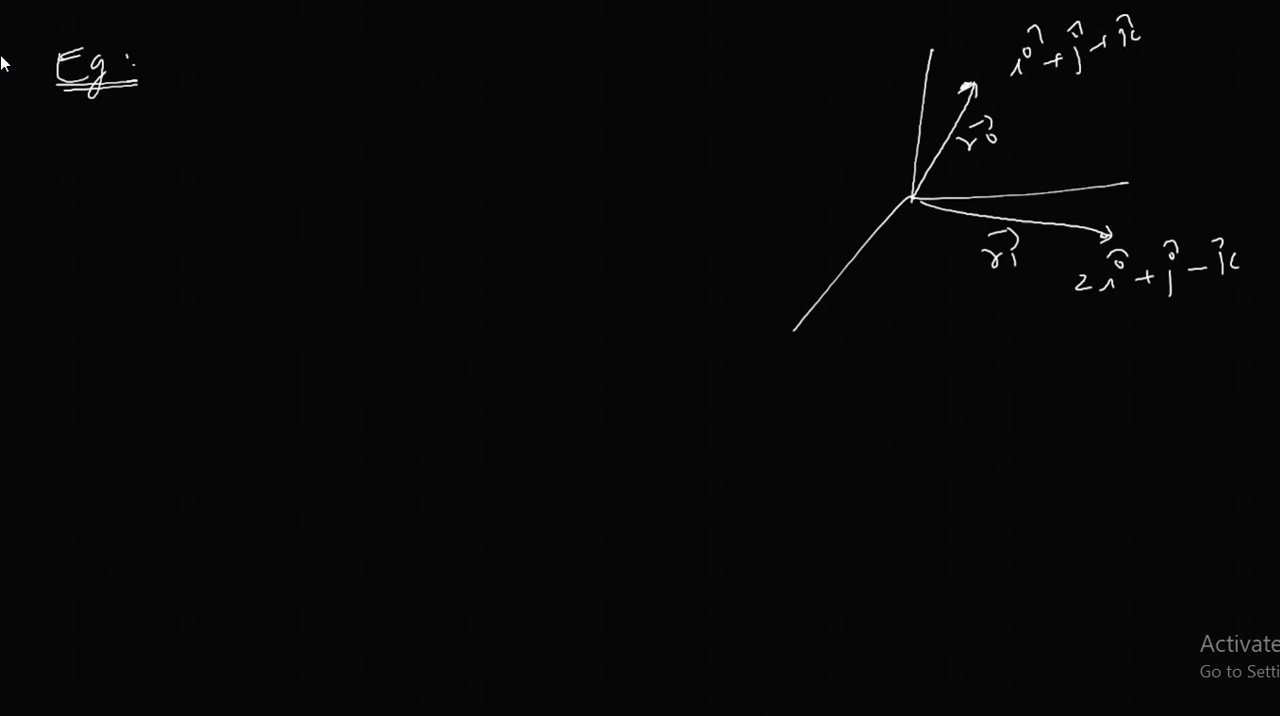 Eg:
î + ĵ + k̂
r⃗₀
r⃗₁
2î + ĵ - k̂
Activate
Go to Setti